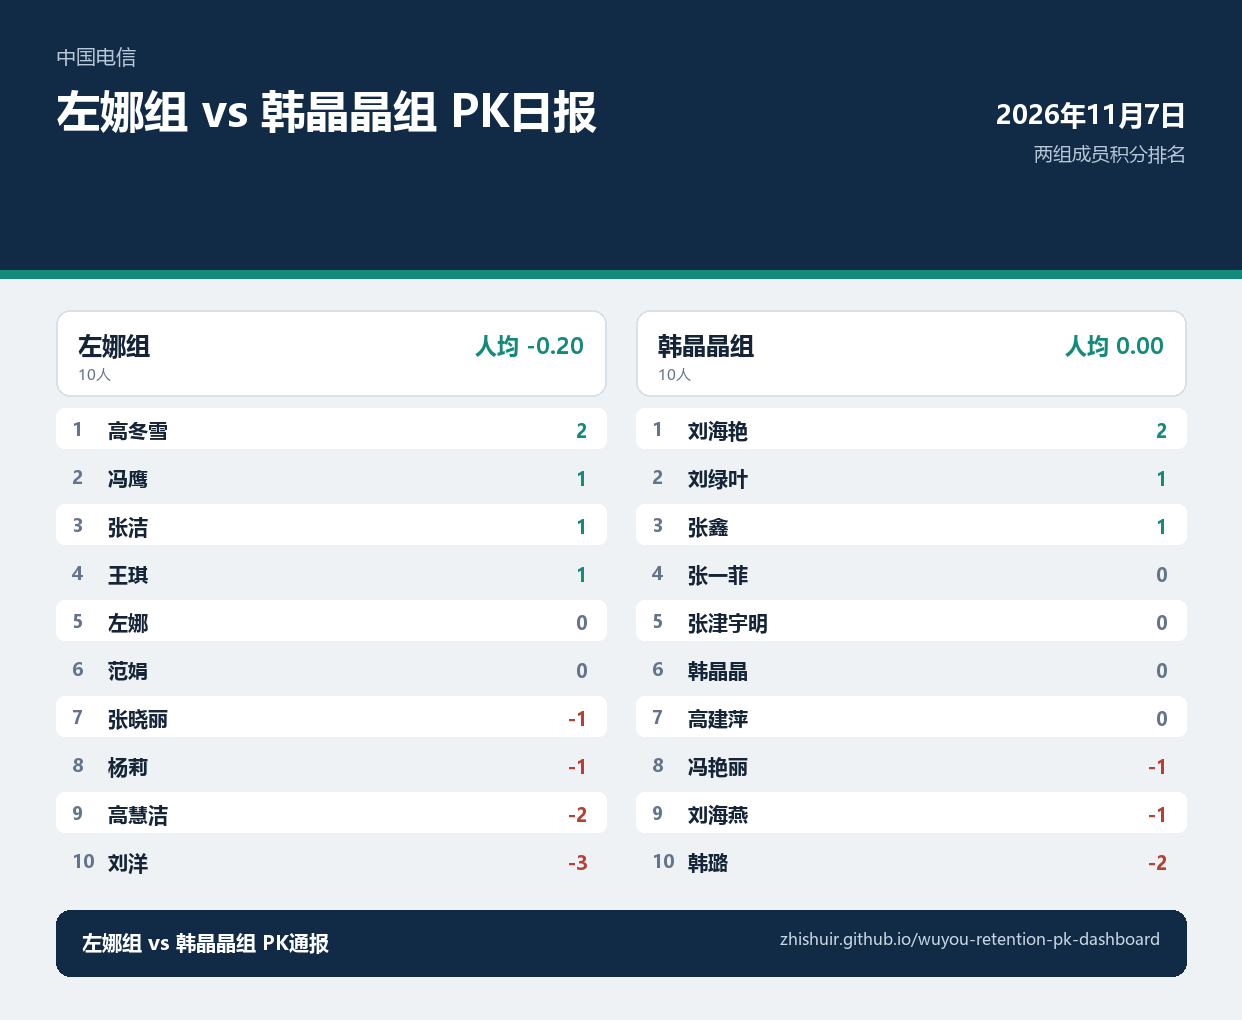 中国电信
左娜组 vs 韩晶晶组 PK日报
2026年11月7日
两组成员积分排名
左娜组 人均 -0.20
10人
1 高冬雪 2
2 冯鹰 1
3 张洁 1
4 王琪 1
5 左娜 0
6 范娟 0
7 张晓丽 -1
8 杨莉 -1
9 高慧洁 -2
10 刘洋 -3
韩晶晶组 人均 0.00
10人
1 刘海艳 2
2 刘绿叶 1
3 张鑫 1
4 张一菲 0
5 张津宇明 0
6 韩晶晶 0
7 高建萍 0
8 冯艳丽 -1
9 刘海燕 -1
10 韩璐 -2
左娜组 vs 韩晶晶组 PK通报
zhishuir.github.io/wuyou-retention-pk-dashboard